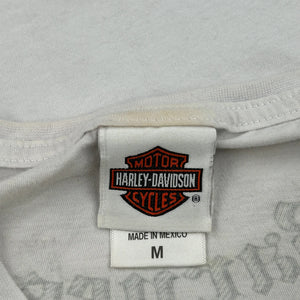 MOTOR
HARLEY-DAVIDSON
CYCLES
®
MADE IN MEXICO
M